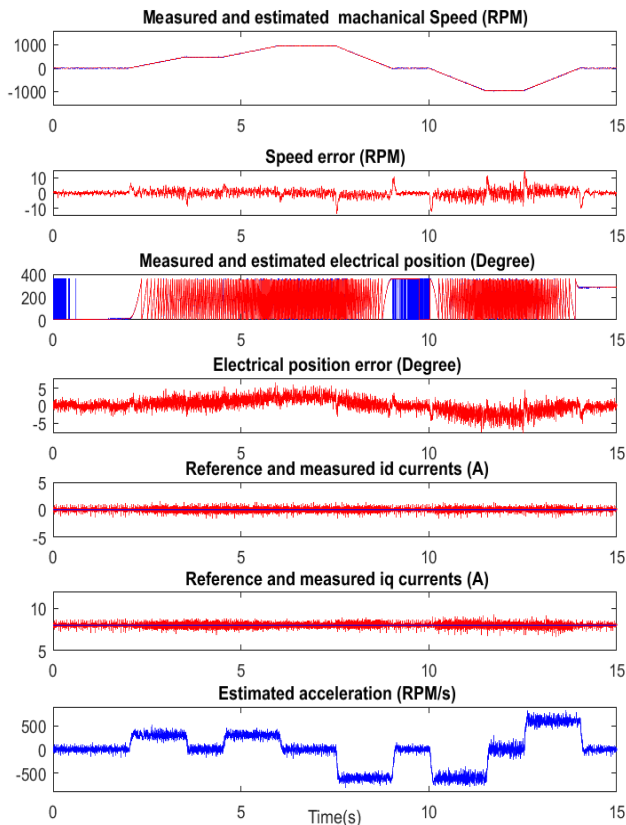 Measured and estimated machanical Speed (RPM)
1000
0
-1000
0 5 10 15
Speed error (RPM)
10
0
-10
0 5 10 15
Measured and estimated electrical position (Degree)
400
200
0
0 5 10 15
Electrical position error (Degree)
5
0
-5
0 5 10 15
Reference and measured id currents (A)
5
0
-5
0 5 10 15
Reference and measured iq currents (A)
10
5
0 5 10 15
Estimated acceleration (RPM/s)
500
0
-500
0 5 10 15
Time(s)